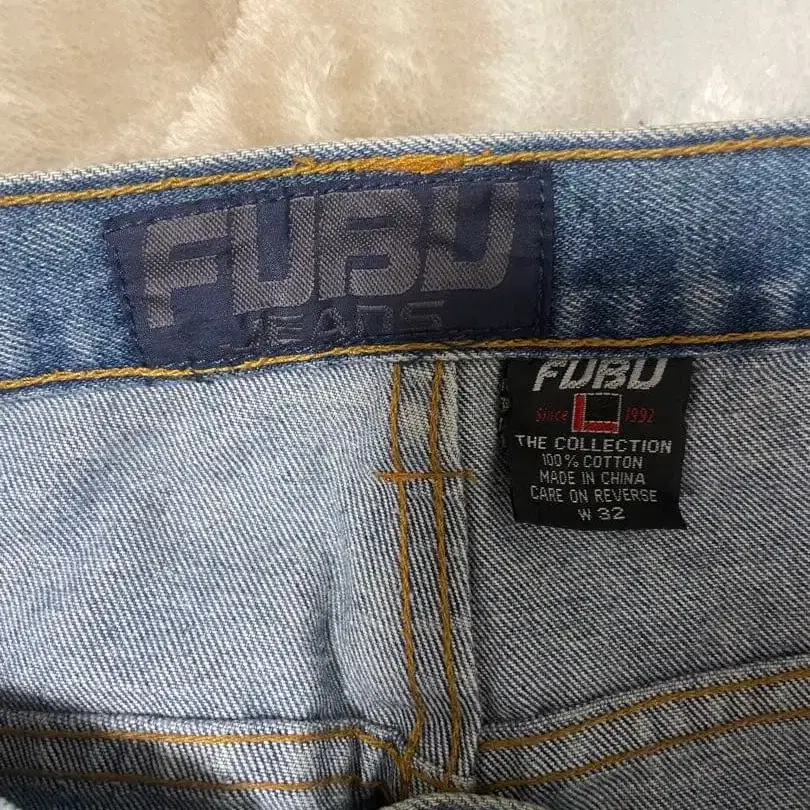 FUBU
JEANS
FUBU
Since 1992
THE COLLECTION
100% COTTON
MADE IN CHINA
CARE ON REVERSE
W 32